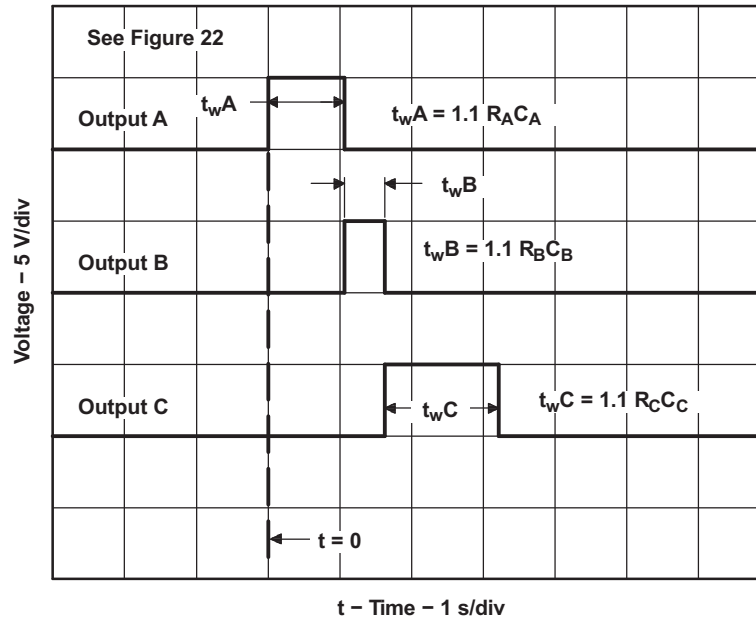 See Figure 22
twA
Output A
twA = 1.1 RACA
twB
Output B
twB = 1.1 RBCB
Output C
twC
twC = 1.1 RCCC
t = 0
Voltage − 5 V/div
t − Time − 1 s/div